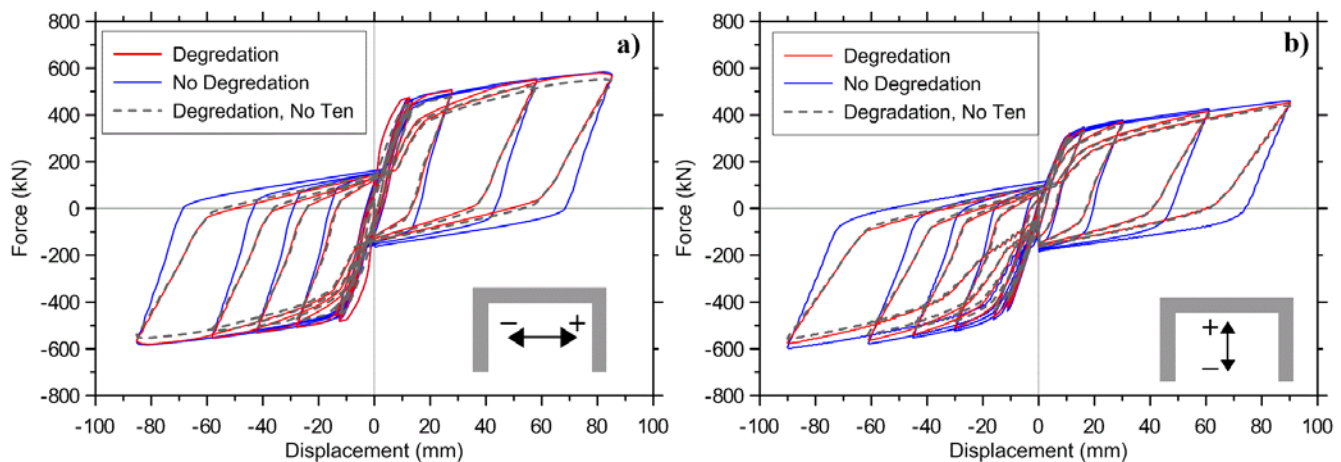 a)
Degredation
No Degredation
Degradation, No Ten
800
600
400
200
0
-200
-400
-600
-800
Force (kN)
-100 -80 -60 -40 -20 0 20 40 60 80 100
Displacement (mm)
− +
b)
Degredation
No Degredation
Degradation, No Ten
800
600
400
200
0
-200
-400
-600
-800
Force (kN)
-100 -80 -60 -40 -20 0 20 40 60 80 100
Displacement (mm)
+
−